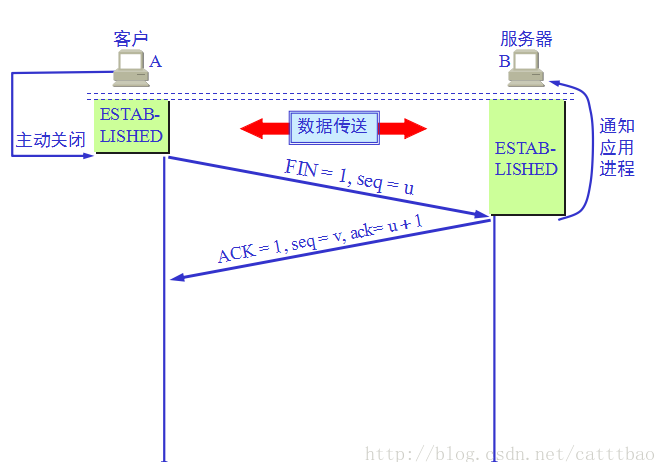 客户
A
服务器
B
ESTAB-
LISHED
主动关闭
数据传送
ESTAB-
LISHED
通知
应用
进程
FIN = 1, seq = u
ACK = 1, seq = v, ack= u + 1
http://blog.csdn.net/catttbao